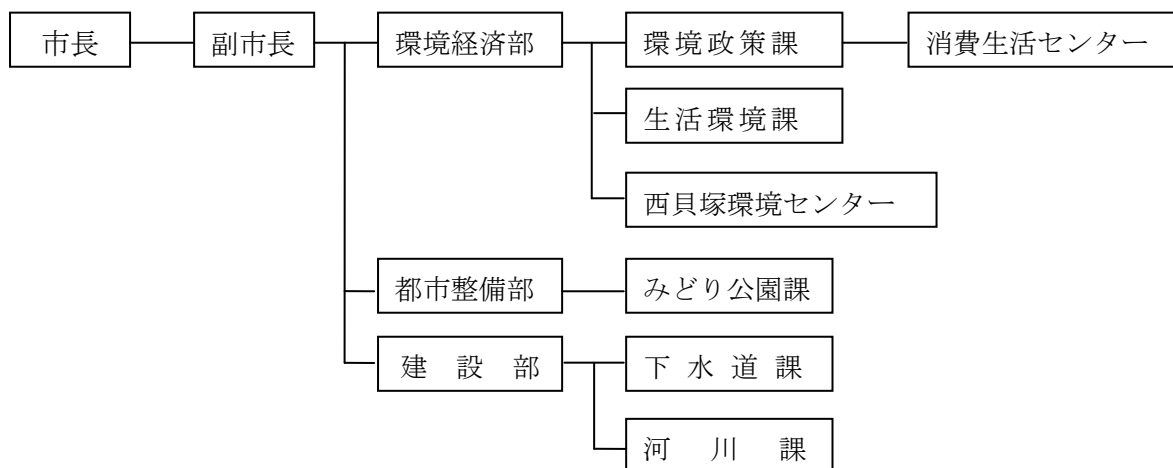 市長 副市長 環境経済部 環境政策課 消費生活センター
生活環境課
西貝塚環境センター
都市整備部 みどり公園課
建設部 下水道課
河川課